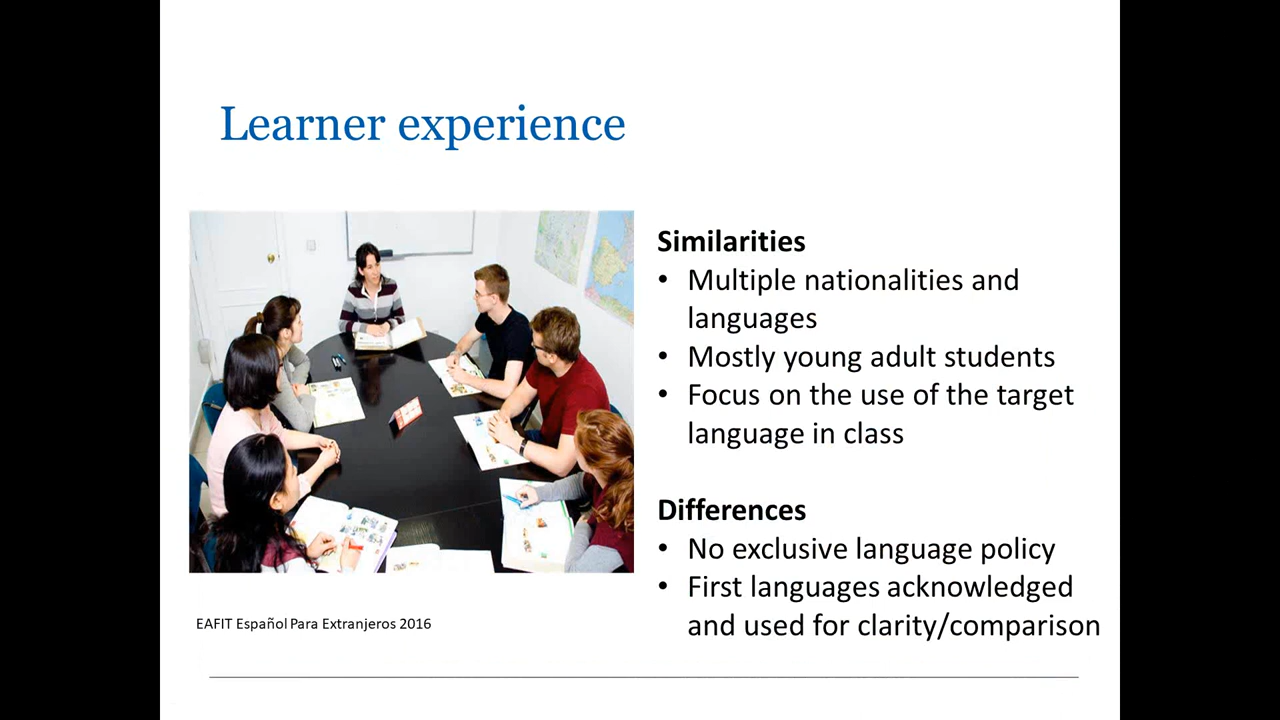 Learner experience
Similarities
• Multiple nationalities and
languages
• Mostly young adult students
• Focus on the use of the target
language in class
Differences
• No exclusive language policy
• First languages acknowledged
and used for clarity/comparison
EAFIT Español Para Extranjeros 2016